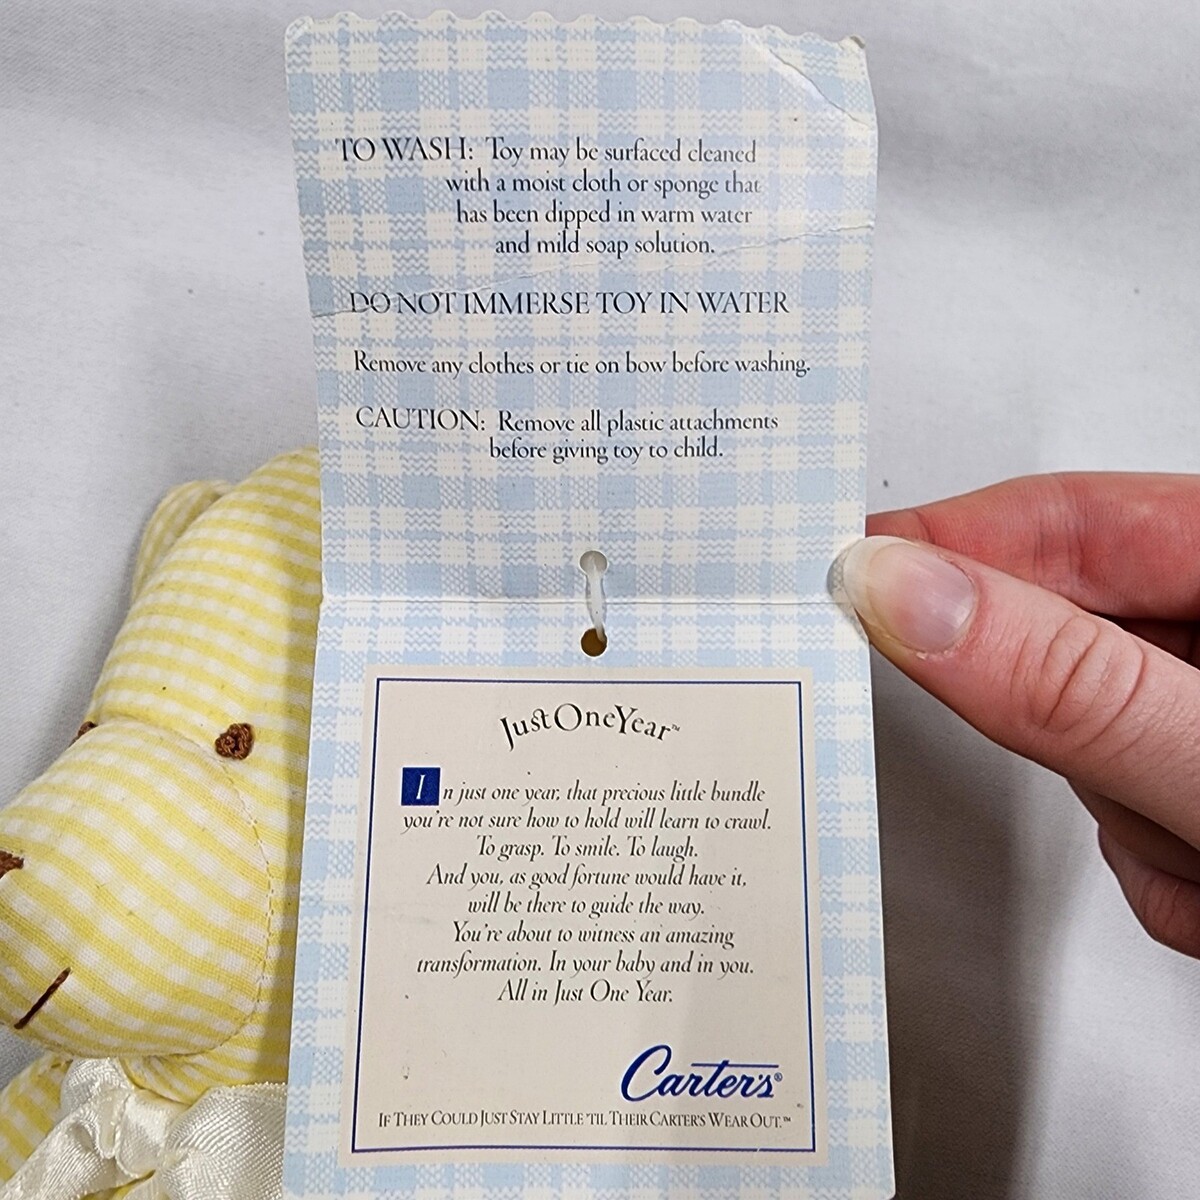 TO WASH: Toy may be surfaced cleaned
with a moist cloth or sponge that
has been dipped in warm water
and mild soap solution.
DO NOT IMMERSE TOY IN WATER
Remove any clothes or tie on bow before washing.
CAUTION: Remove all plastic attachments
before giving toy to child.
JustOneYear™
In just one year, that precious little bundle
you're not sure how to hold will learn to crawl.
To grasp. To smile. To laugh.
And you, as good fortune would have it,
will be there to guide the way.
You're about to witness an amazing
transformation. In your baby and in you.
All in Just One Year.
Carter's®
IF THEY COULD JUST STAY LITTLE 'TIL THEIR CARTER'S WEAR OUT.™